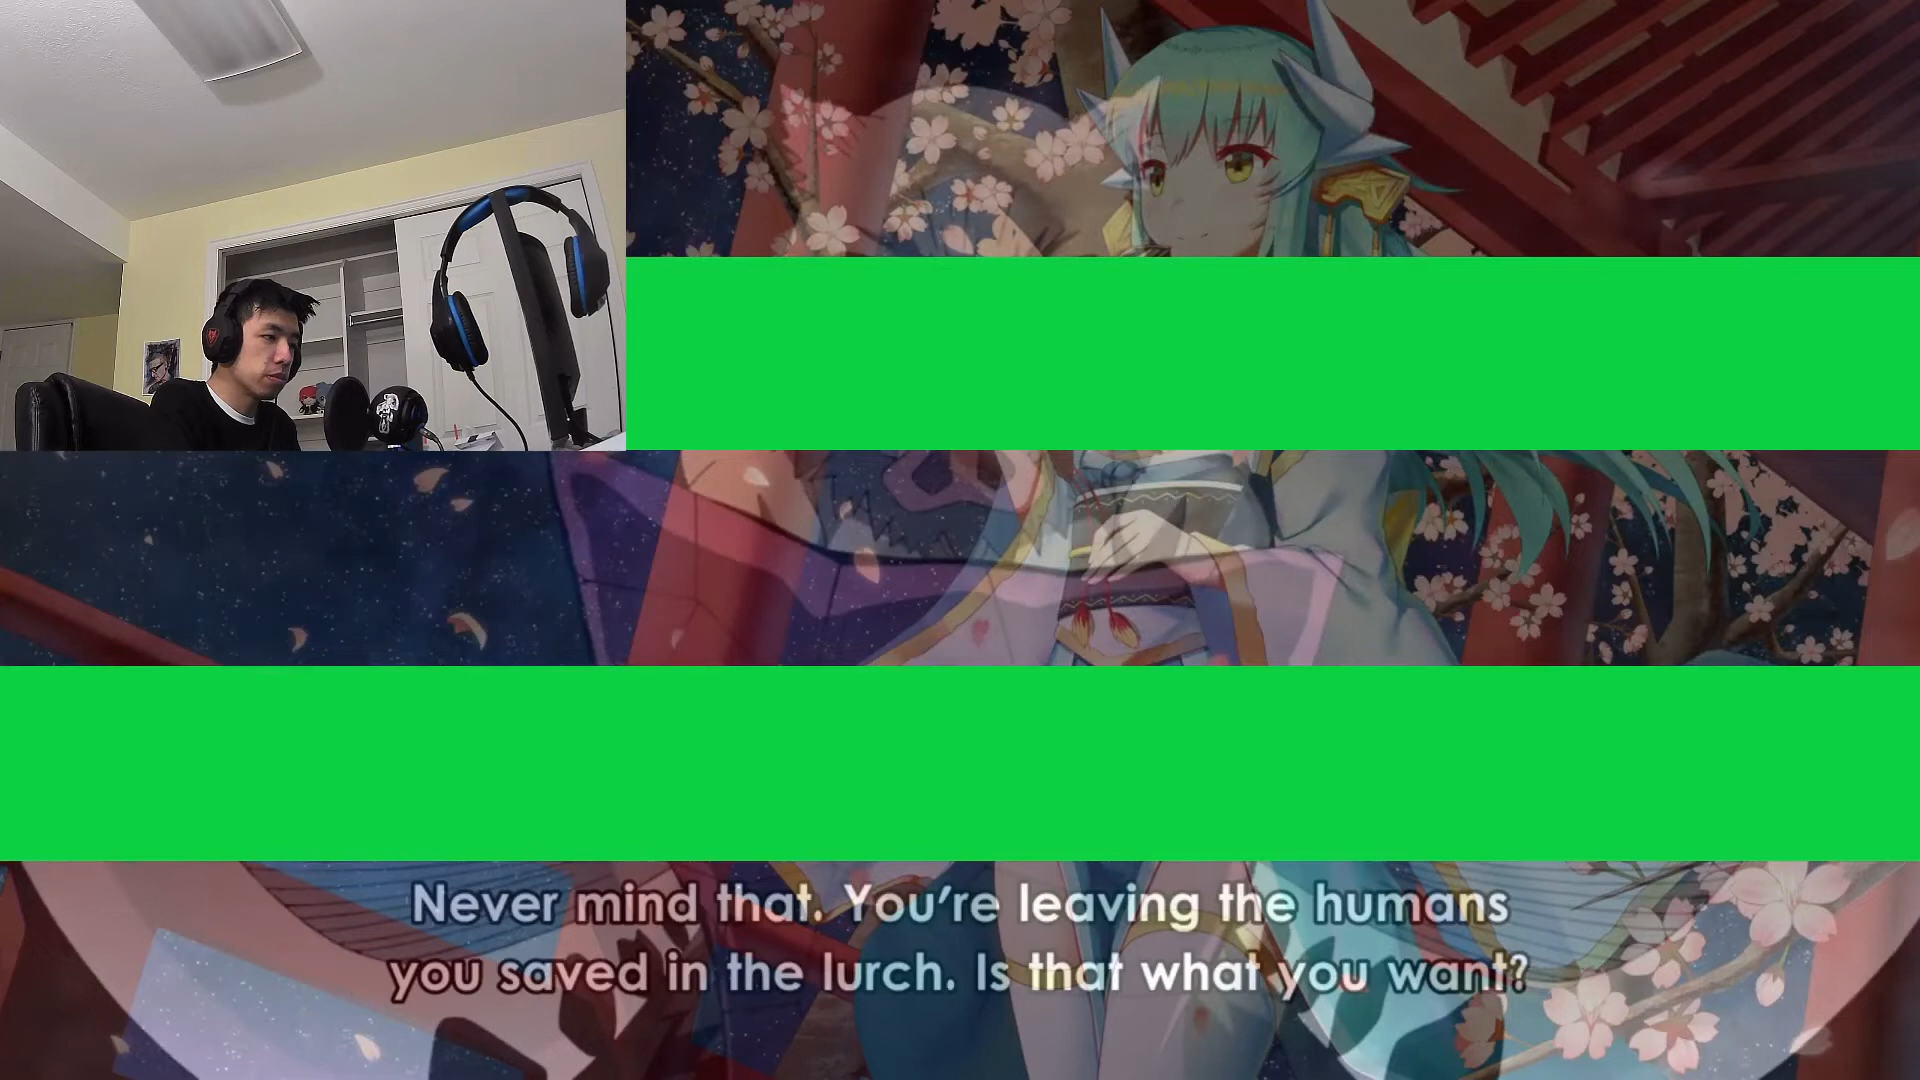 Never mind that. You're leaving the humans
you saved in the lurch. Is that what you want?